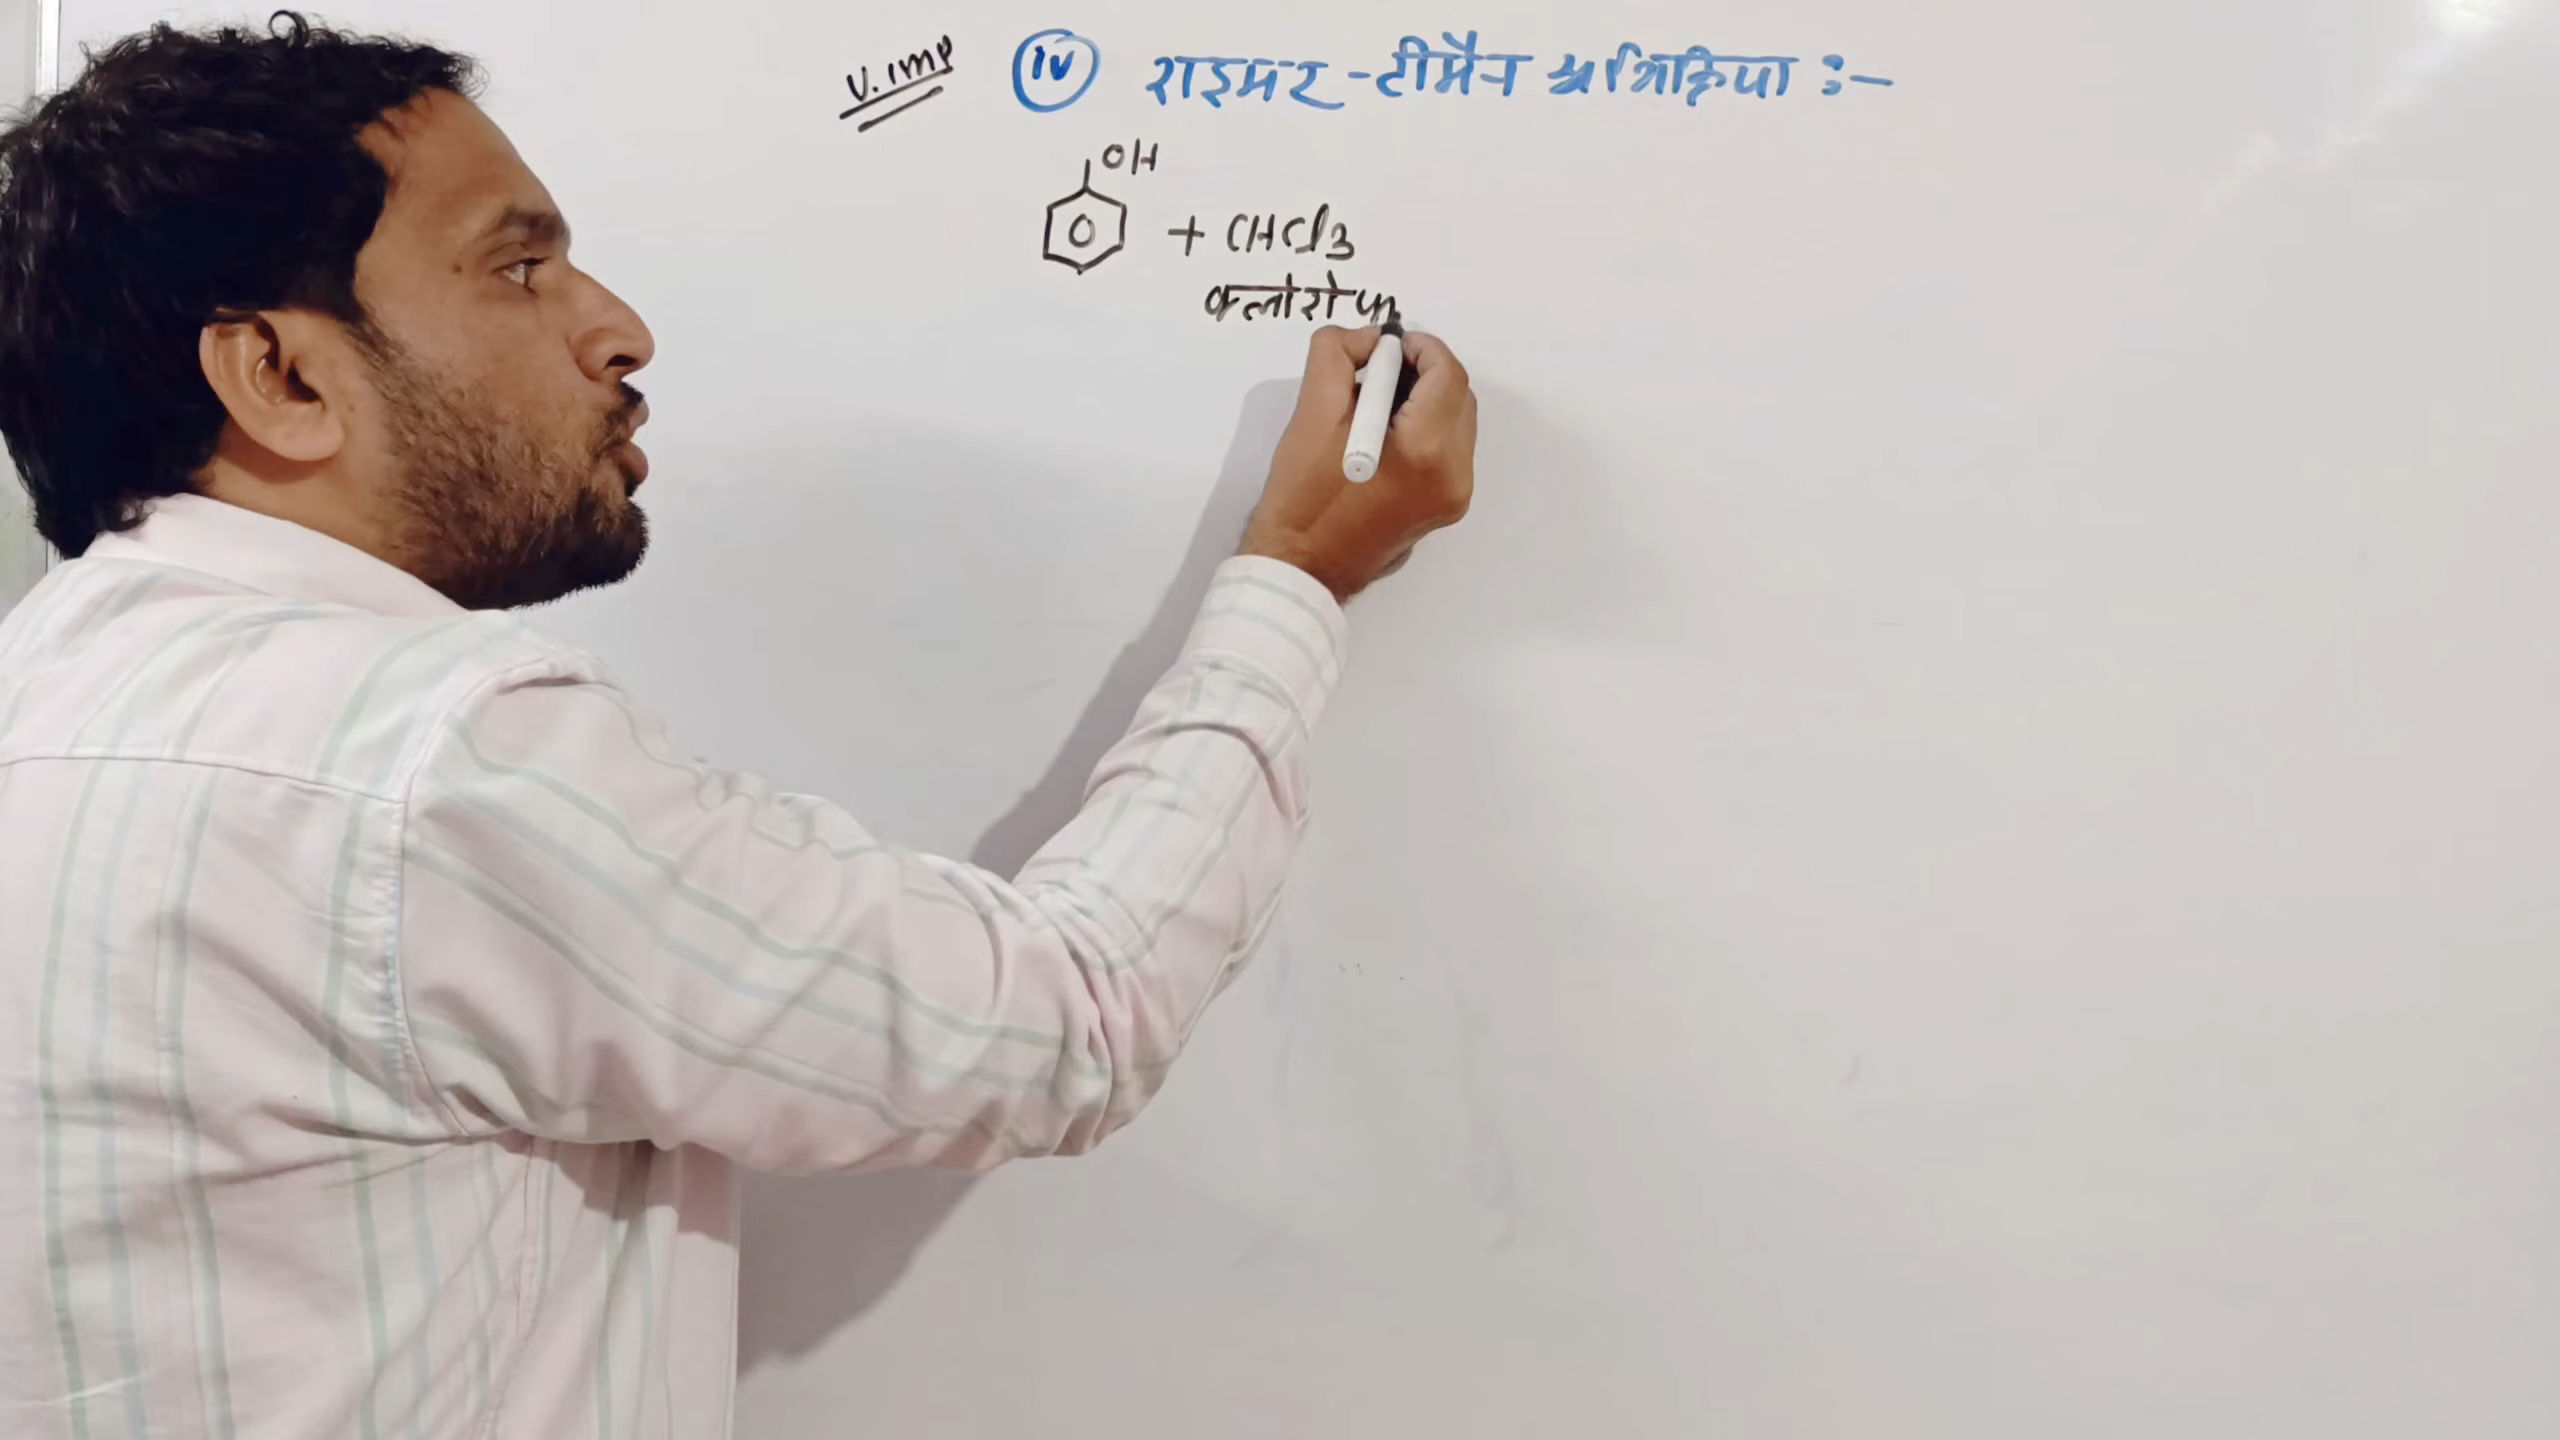 V. Imp (iv) राइमर-टीमैन अभिक्रिया :-
OH
+ CHCl3
क्लोरोफ